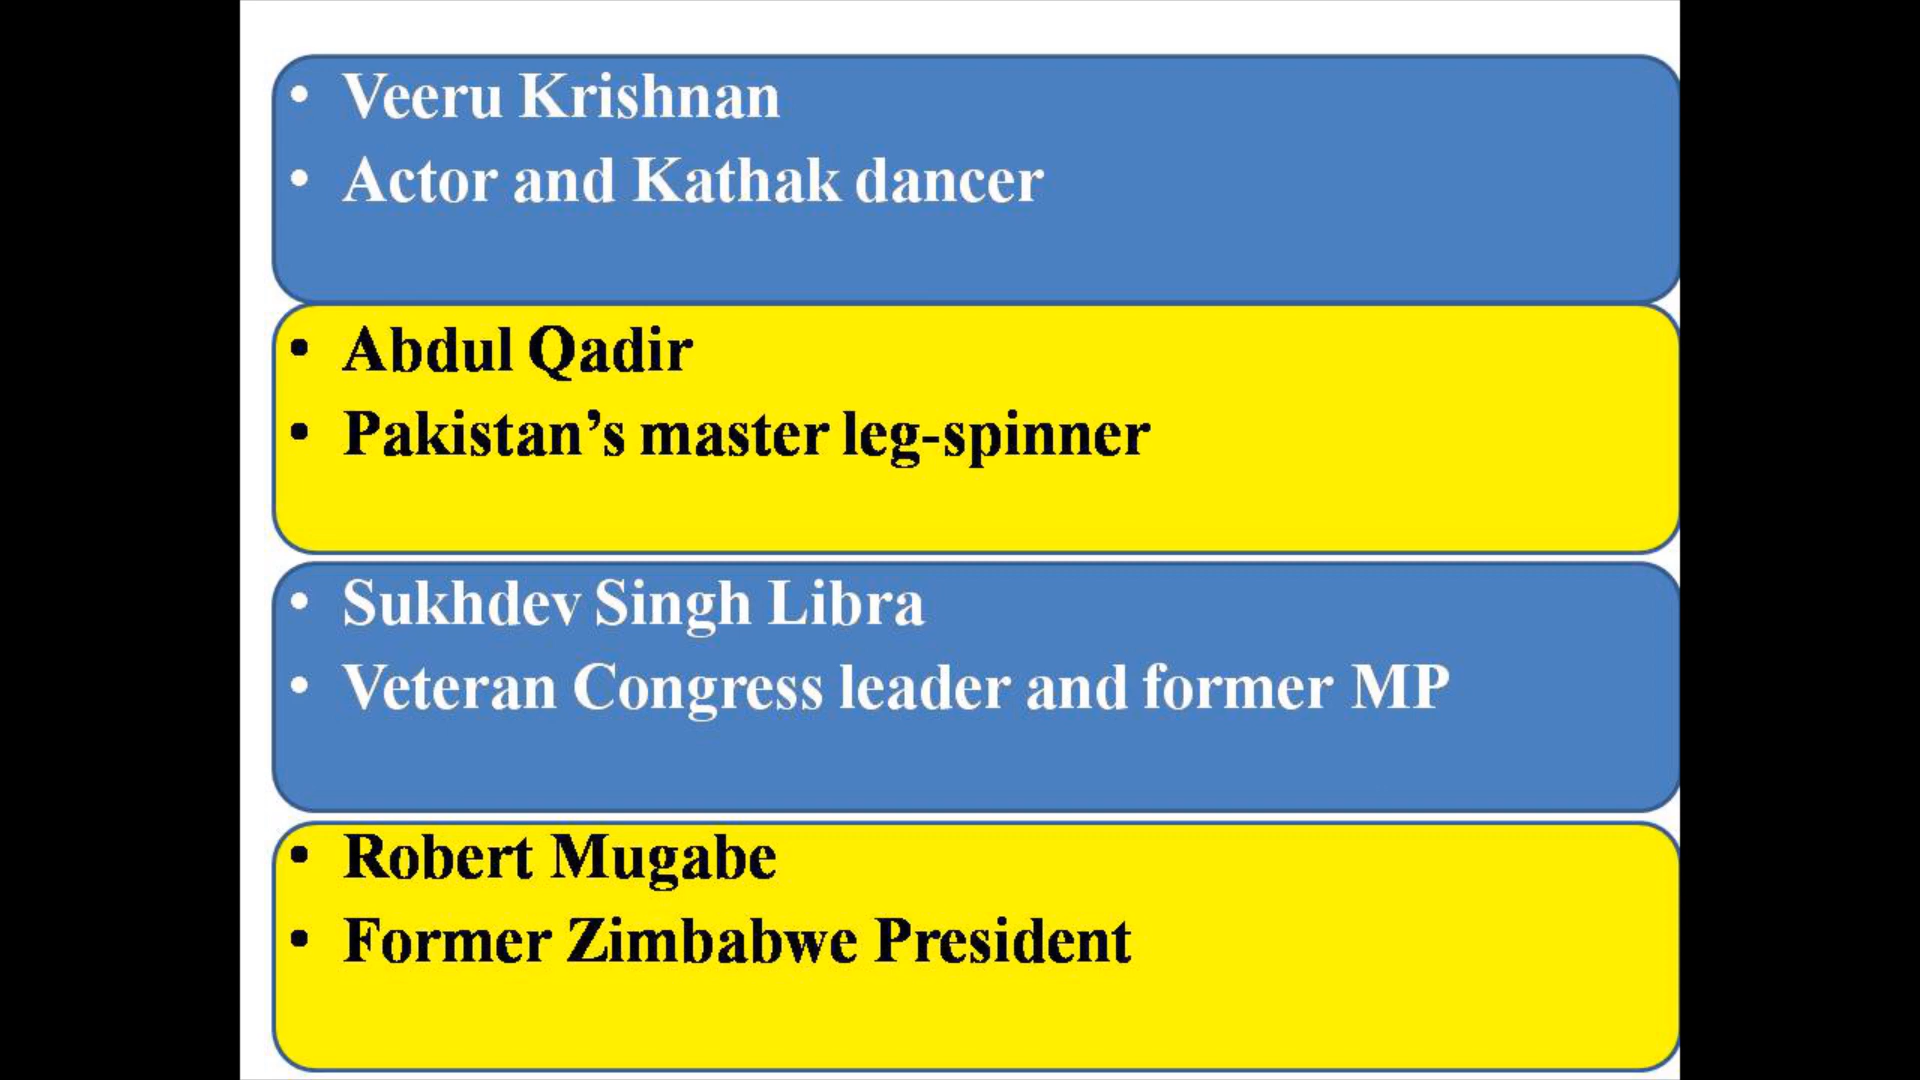 • Veeru Krishnan
• Actor and Kathak dancer
• Abdul Qadir
• Pakistan’s master leg-spinner
• Sukhdev Singh Libra
• Veteran Congress leader and former MP
• Robert Mugabe
• Former Zimbabwe President